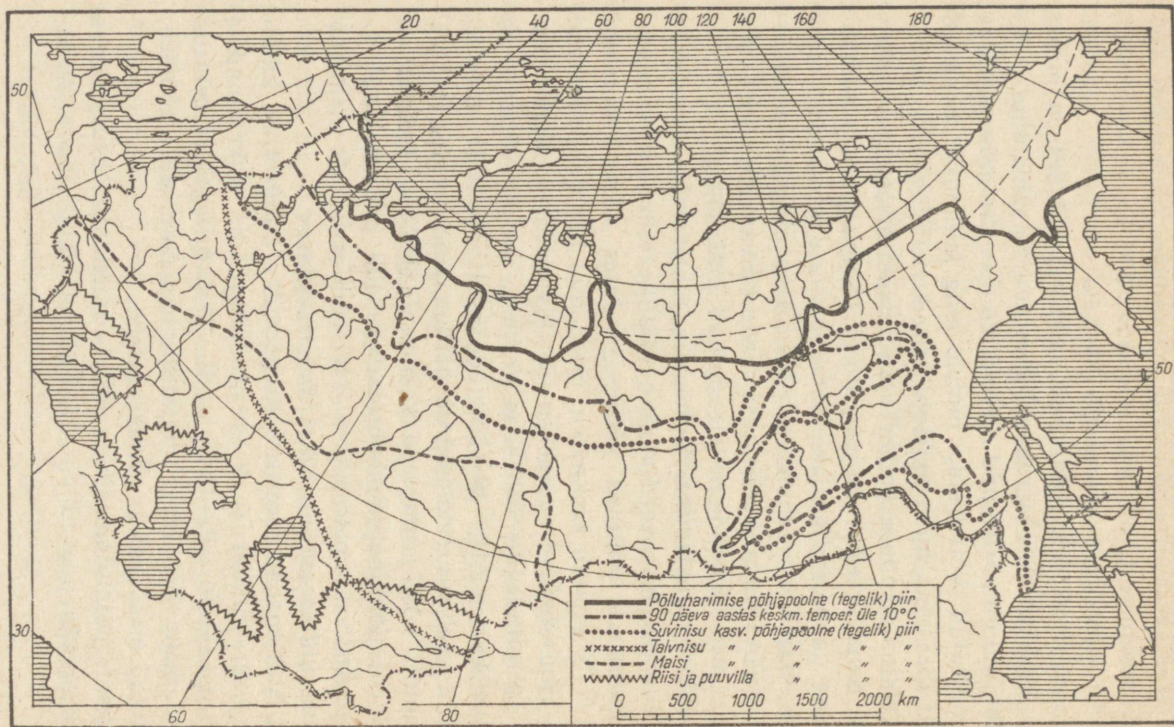 20 40 60 80 100 120 140 160 180 160
50
50
30
60 80
Põlluharimise põhjapoolne (tegelik) piir
90 päeva aastas keskm. temper. üle 10°C
Suvinisu kasv. põhjapoolne (tegelik) piir
Talvnisu " " " "
Maisi " " " "
Riisi ja puuvilla " " "
0 500 1000 1500 2000 km